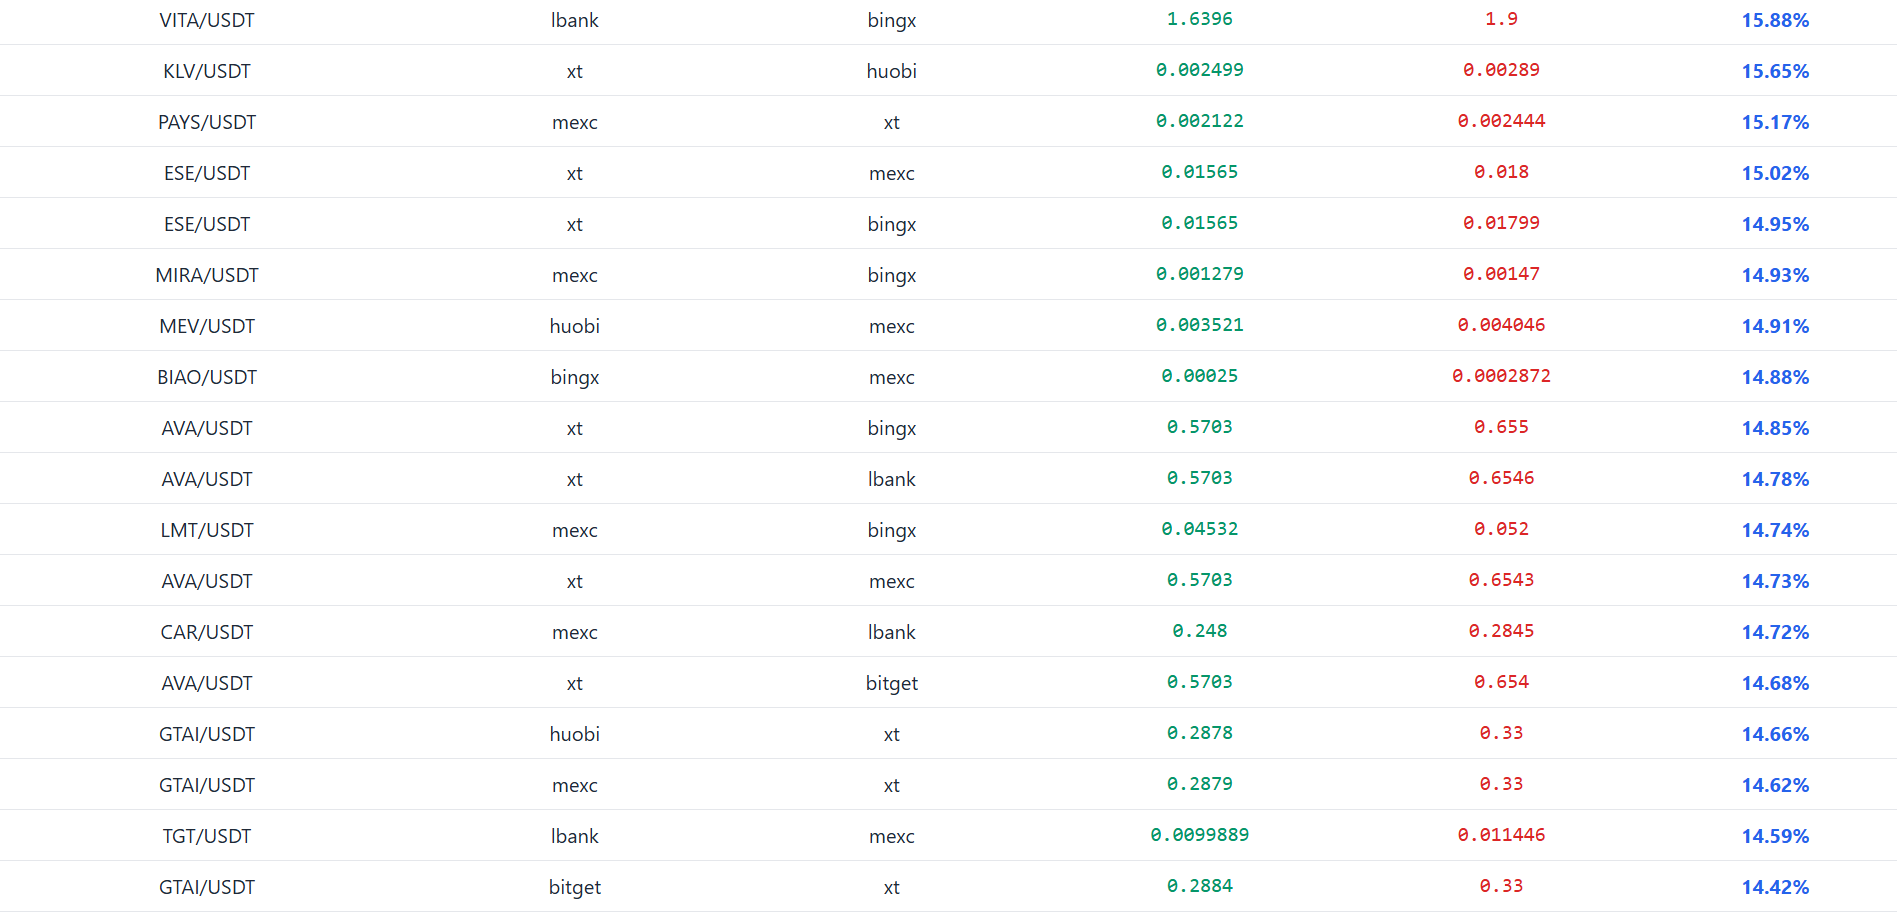 VITA/USDT lbank bingx 1.6396 1.9 15.88%
KLV/USDT xt huobi 0.002499 0.00289 15.65%
PAYS/USDT mexc xt 0.002122 0.002444 15.17%
ESE/USDT xt mexc 0.01565 0.018 15.02%
ESE/USDT xt bingx 0.01565 0.01799 14.95%
MIRA/USDT mexc bingx 0.001279 0.00147 14.93%
MEV/USDT huobi mexc 0.003521 0.004046 14.91%
BIAO/USDT bingx mexc 0.00025 0.0002872 14.88%
AVA/USDT xt bingx 0.5703 0.655 14.85%
AVA/USDT xt lbank 0.5703 0.6546 14.78%
LMT/USDT mexc bingx 0.04532 0.052 14.74%
AVA/USDT xt mexc 0.5703 0.6543 14.73%
CAR/USDT mexc lbank 0.248 0.2845 14.72%
AVA/USDT xt bitget 0.5703 0.654 14.68%
GTAI/USDT huobi xt 0.2878 0.33 14.66%
GTAI/USDT mexc xt 0.2879 0.33 14.62%
TGT/USDT lbank mexc 0.0099889 0.011446 14.59%
GTAI/USDT bitget xt 0.2884 0.33 14.42%